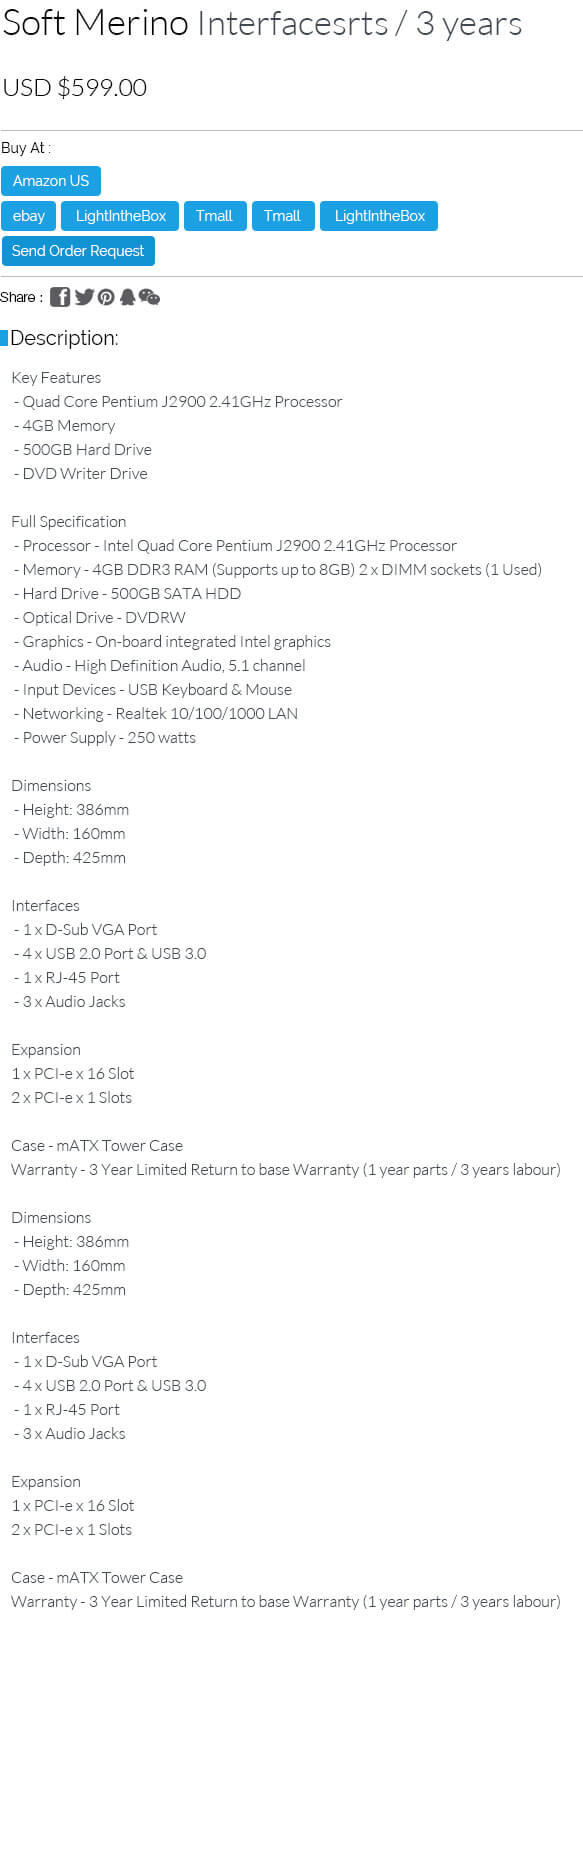 Soft Merino Interfacesrts / 3 years
USD $599.00
Buy At :
Amazon US
ebay LightIntheBox Tmall Tmall LightIntheBox
Send Order Request
Share :
Description:
Key Features
- Quad Core Pentium J2900 2.41GHz Processor
- 4GB Memory
- 500GB Hard Drive
- DVD Writer Drive
Full Specification
- Processor - Intel Quad Core Pentium J2900 2.41GHz Processor
- Memory - 4GB DDR3 RAM (Supports up to 8GB) 2 x DIMM sockets (1 Used)
- Hard Drive - 500GB SATA HDD
- Optical Drive - DVDRW
- Graphics - On-board integrated Intel graphics
- Audio - High Definition Audio, 5.1 channel
- Input Devices - USB Keyboard & Mouse
- Networking - Realtek 10/100/1000 LAN
- Power Supply - 250 watts
Dimensions
- Height: 386mm
- Width: 160mm
- Depth: 425mm
Interfaces
- 1 x D-Sub VGA Port
- 4 x USB 2.0 Port & USB 3.0
- 1 x RJ-45 Port
- 3 x Audio Jacks
Expansion
1 x PCI-e x 16 Slot
2 x PCI-e x 1 Slots
Case - mATX Tower Case
Warranty - 3 Year Limited Return to base Warranty (1 year parts / 3 years labour)
Dimensions
- Height: 386mm
- Width: 160mm
- Depth: 425mm
Interfaces
- 1 x D-Sub VGA Port
- 4 x USB 2.0 Port & USB 3.0
- 1 x RJ-45 Port
- 3 x Audio Jacks
Expansion
1 x PCI-e x 16 Slot
2 x PCI-e x 1 Slots
Case - mATX Tower Case
Warranty - 3 Year Limited Return to base Warranty (1 year parts / 3 years labour)